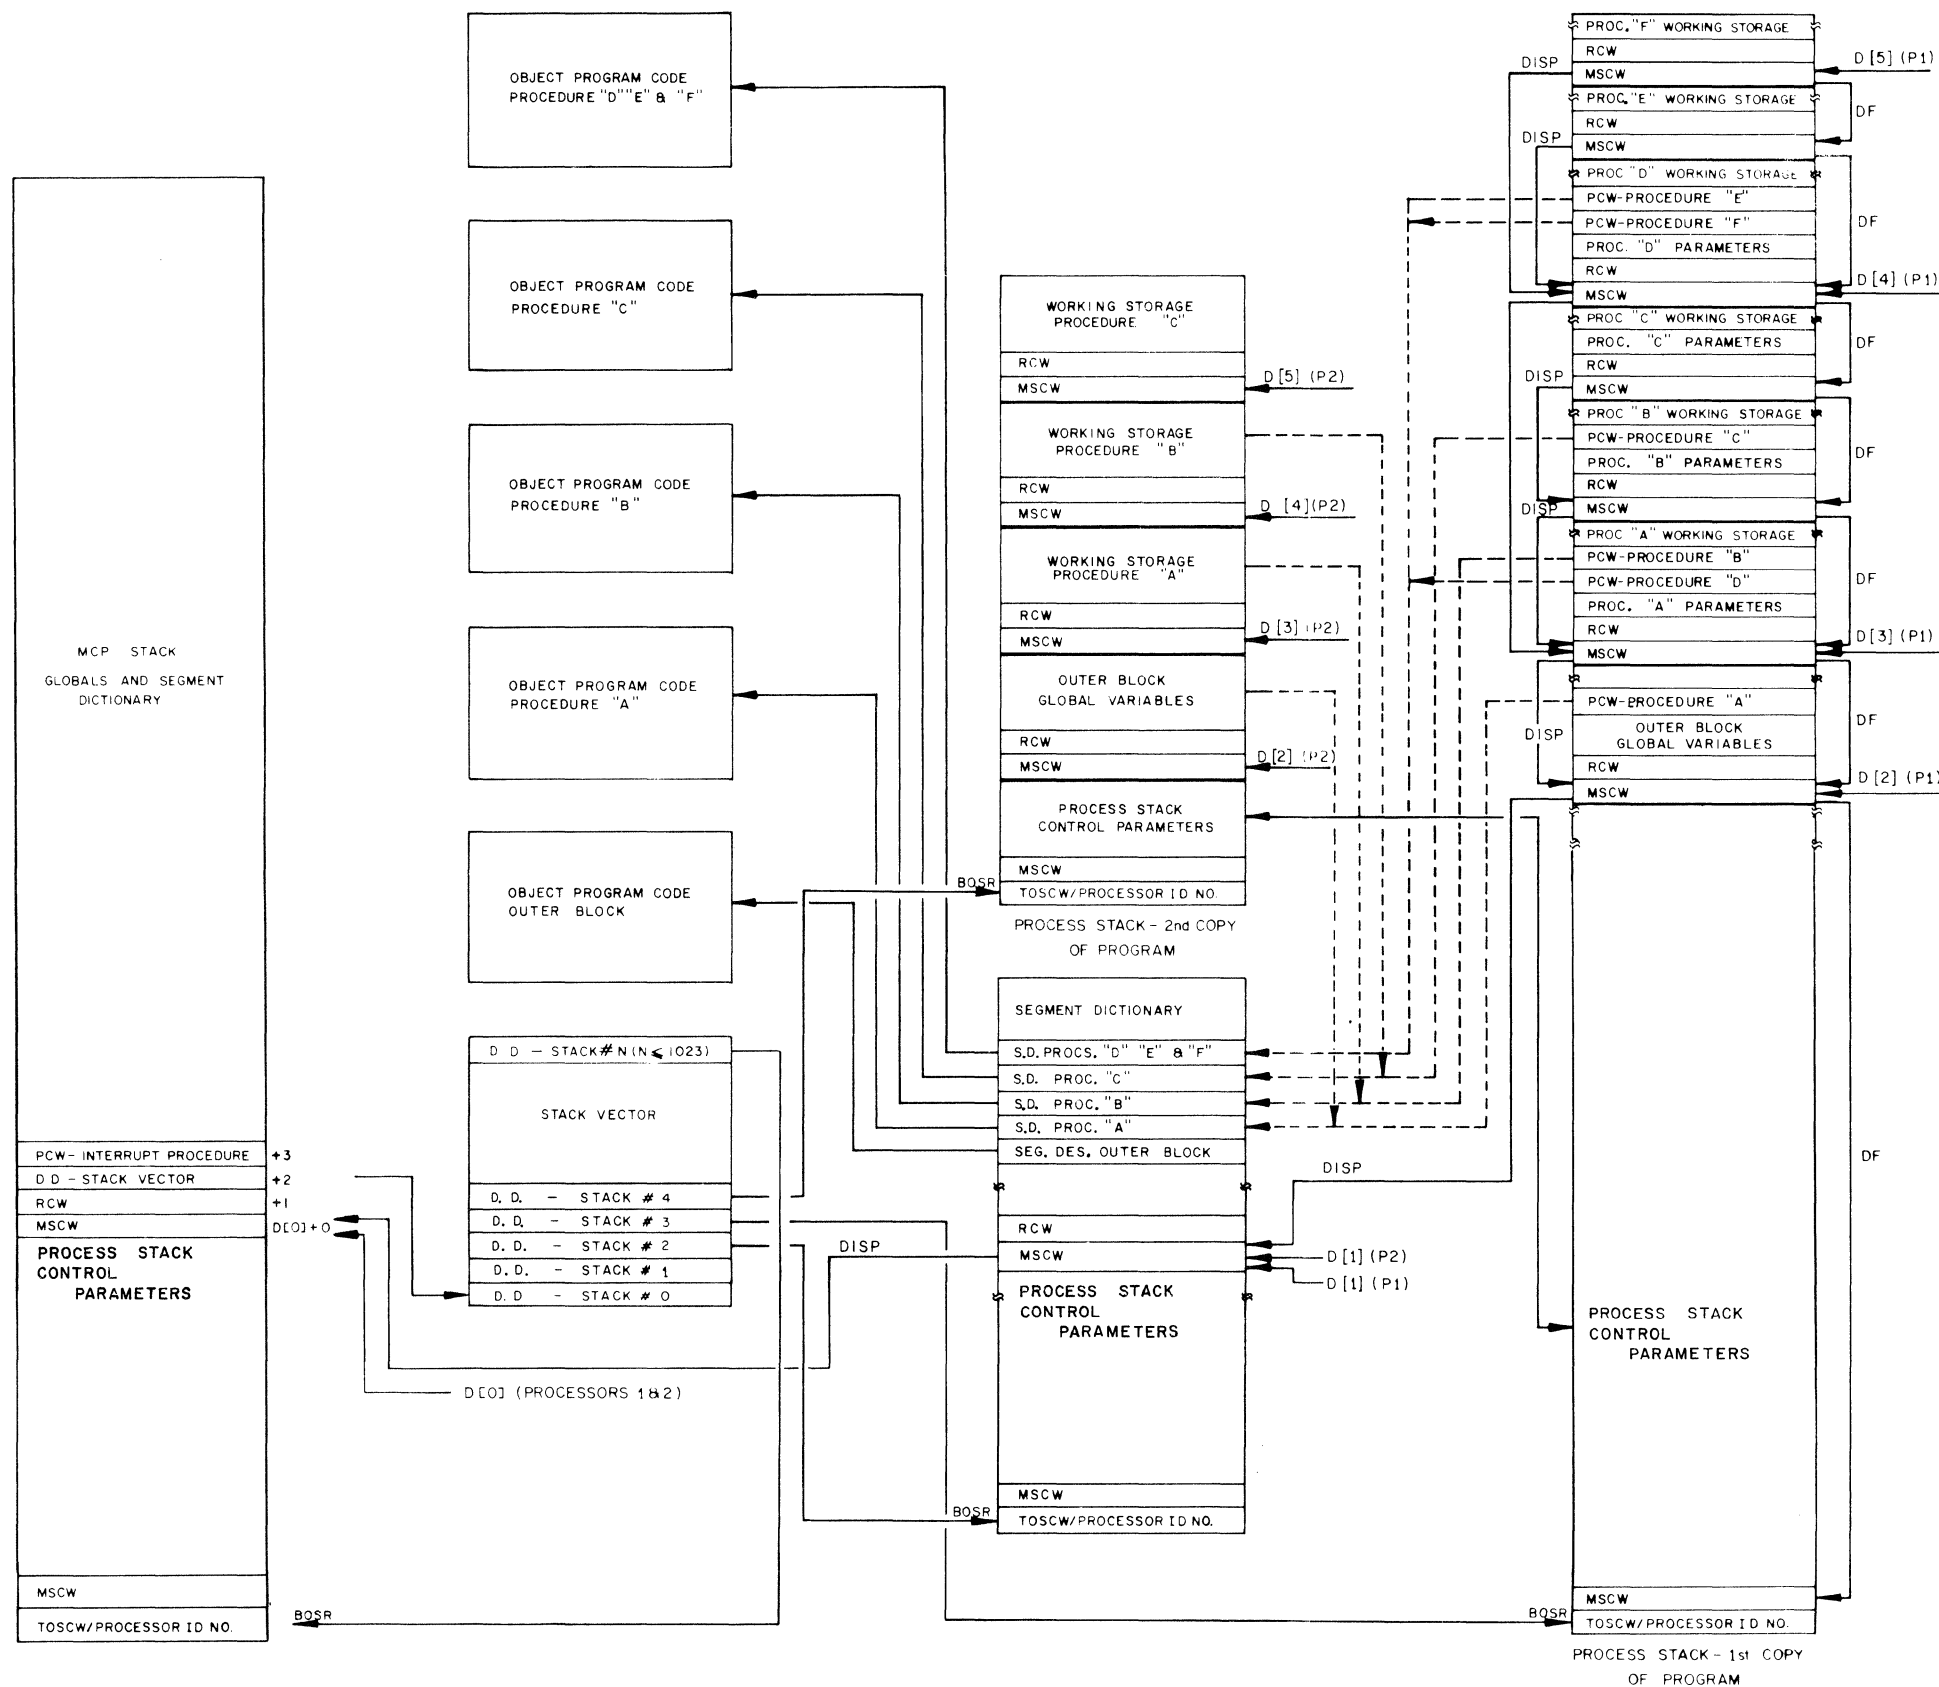 MCP STACK
GLOBALS AND SEGMENT
DICTIONARY
PCW- INTERRUPT PROCEDURE +3
D D - STACK VECTOR +2
RCW +1
MSCW D[0]+0
PROCESS STACK
CONTROL
PARAMETERS
MSCW
TOSCW/PROCESSOR ID NO.
BOSR
OBJECT PROGRAM CODE
PROCEDURE "D" "E" & "F"
OBJECT PROGRAM CODE
PROCEDURE "C"
OBJECT PROGRAM CODE
PROCEDURE "B"
OBJECT PROGRAM CODE
PROCEDURE "A"
OBJECT PROGRAM CODE
OUTER BLOCK
D D - STACK # N (N ⩽ 1023)
STACK VECTOR
D. D. - STACK # 4
D. D. - STACK # 3
D. D. - STACK # 2
D. D. - STACK # 1
D. D - STACK # 0
DISP
D[0] (PROCESSORS 1&2)
WORKING STORAGE
PROCEDURE "C"
RCW
MSCW
D[5] (P2)
WORKING STORAGE
PROCEDURE "B"
RCW
MSCW
D [4](P2)
WORKING STORAGE
PROCEDURE "A"
RCW
MSCW
D[3] (P2)
OUTER BLOCK
GLOBAL VARIABLES
RCW
MSCW
D[2] (P2)
PROCESS STACK
CONTROL PARAMETERS
MSCW
BOSR
TOSCW/PROCESSOR ID NO.
PROCESS STACK - 2nd COPY
OF PROGRAM
SEGMENT DICTIONARY
S.D. PROCS. "D" "E" & "F"
S.D. PROC. "C"
S.D. PROC. "B"
S.D. PROC. "A"
SEG. DES. OUTER BLOCK
DISP
RCW
MSCW
D[1] (P2)
D[1] (P1)
PROCESS STACK
CONTROL
PARAMETERS
MSCW
BOSR
TOSCW/PROCESSOR ID NO.
PROC. "F" WORKING STORAGE
RCW
DISP
MSCW
D[5] (P1)
PROC. "E" WORKING STORAGE
DF
RCW
DISP
MSCW
PROC "D" WORKING STORAGE
PCW-PROCEDURE "E"
PCW-PROCEDURE "F"
DF
PROC. "D" PARAMETERS
RCW
MSCW
D[4] (P1)
PROC "C" WORKING STORAGE
PROC. "C" PARAMETERS
DF
RCW
DISP
MSCW
PROC "B" WORKING STORAGE
PCW-PROCEDURE "C"
DF
PROC. "B" PARAMETERS
RCW
DISP
MSCW
PROC "A" WORKING STORAGE
PCW-PROCEDURE "B"
PCW-PROCEDURE "D"
DF
PROC. "A" PARAMETERS
RCW
MSCW
D[3] (P1)
PCW-PROCEDURE "A"
DF
DISP
OUTER BLOCK
GLOBAL VARIABLES
RCW
MSCW
D[2] (P1)
DF
PROCESS STACK
CONTROL
PARAMETERS
MSCW
BOSR
TOSCW/PROCESSOR ID NO.
PROCESS STACK - 1st COPY
OF PROGRAM